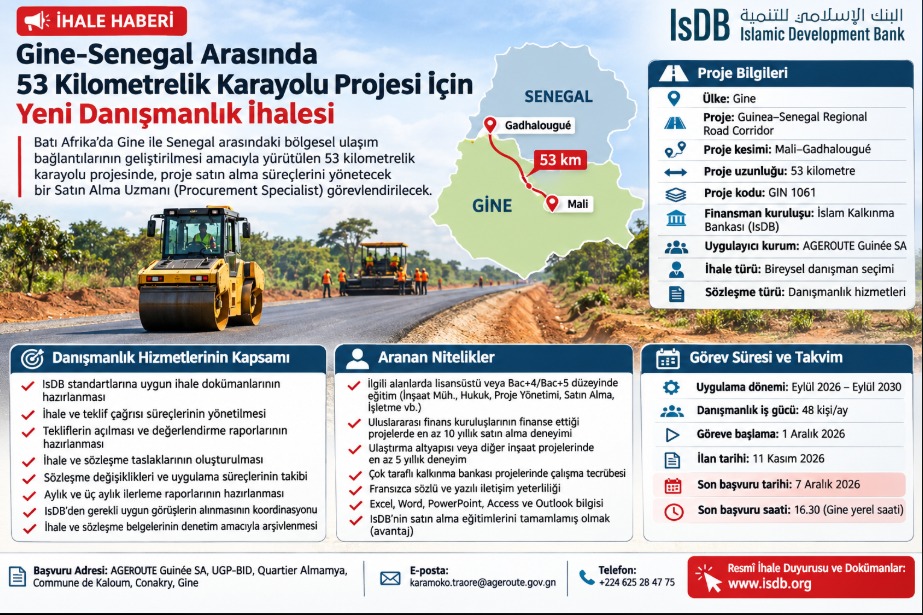 İHALE HABERİ
Gine-Senegal Arasında
53 Kilometrelik Karayolu Projesi için
Yeni Danışmanlık İhalesi
Batı Afrika'da Gine ile Senegal arasındaki bölgesel ulaşım
bağlantılarının geliştirilmesi amacıyla yürütülen 53 kilometrelik
karayolu projesinde, proje satın alma süreçlerini yönetecek
bir Satın Alma Uzmanı (Procurement Specialist) görevlendirilecek.
SENEGAL
Gadhalougué
53 km
GİNE
Mali
IsDB
البنك الإسلامي للتنمية
Islamic Development Bank
Proje Bilgileri
Ülke: Gine
Proje: Guinea–Senegal Regional
Road Corridor
Proje kesimi: Mali–Gadhalougué
Proje uzunluğu: 53 kilometre
Proje kodu: GIN 1061
Finansman kuruluşu: İslam Kalkınma
Bankası (IsDB)
Uygulayıcı kurum: AGEROUTE Guinée SA
İhale türü: Bireysel danışman seçimi
Sözleşme türü: Danışmanlık hizmetleri
Danışmanlık Hizmetlerinin Kapsamı
IsDB standartlarına uygun ihale dokümanlarının
hazırlanması
İhale ve teklif çağrısı süreçlerinin yönetilmesi
Tekliflerin açılması ve değerlendirme raporlarının
hazırlanması
İhale ve sözleşme taslaklarının oluşturulması
Sözleşme değişiklikleri ve uygulama süreçlerinin takibi
Aylık ve üç aylık ilerleme raporlarının hazırlanması
IsDB'den gerekli uygun görüşlerin alınmasının koordinasyonu
İhale ve sözleşme belgelerinin denetim amacıyla arşivlenmesi
Aranan Nitelikler
İlgili alanlarda lisansüstü veya Bac+4/Bac+5 düzeyinde
eğitim (İnşaat Müh., Hukuk, Proje Yönetimi, Satın Alma,
İşletme vb.)
Uluslararası finans kuruluşlarının finanse ettiği
projelerde en az 10 yıllık satın alma deneyimi
Ulaştırma altyapısı veya diğer inşaat projelerinde
en az 5 yıllık deneyim
Çok taraflı kalkınma bankası projelerinde çalışma tecrübesi
Fransızca sözlü ve yazılı iletişim yeterliliği
Excel, Word, PowerPoint, Access ve Outlook bilgisi
IsDB'nin satın alma eğitimlerini tamamlamış olmak
(avantaj)
Görev Süresi ve Takvim
Uygulama dönemi: Eylül 2026 – Eylül 2030
Danışmanlık iş gücü: 48 kişi/ay
Göreve başlama: 1 Aralık 2026
İlan tarihi: 11 Kasım 2026
Son başvuru tarihi: 7 Aralık 2026
Son başvuru saati: 16.30 (Gine yerel saati)
Başvuru Adresi: AGEROUTE Guinée SA, UGP-BID, Quartier Almamya,
Commune de Kaloum, Conakry, Gine
E-posta:
karamoko.traore@ageroute.gov.gn
Telefon:
+224 625 28 47 75
Resmî İhale Duyurusu ve Dokümanlar:
www.isdb.org